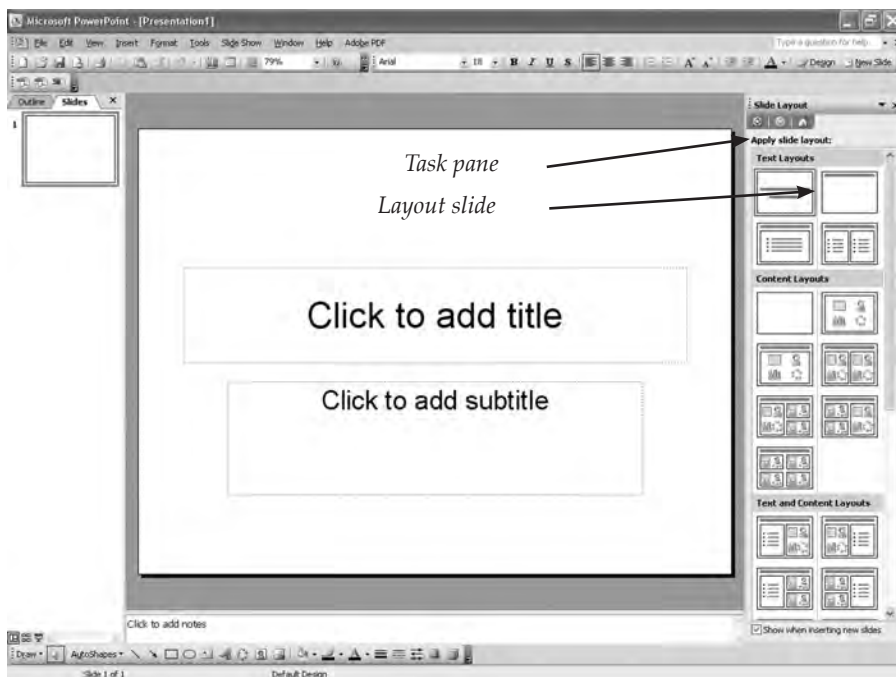 Microsoft PowerPoint - [Presentation1]
File Edit View Insert Format Tools Slide Show Window Help Adobe PDF Type a question for help
79% Arial 18 B I U S A A A Design New Slide
Outline Slides X
Slide Layout
1
Apply slide layout:
Task pane
Text Layouts
Layout slide
Content Layouts
Click to add title
Click to add subtitle
Text and Content Layouts
Click to add notes
Show when inserting new slides
Draw AutoShapes A
Slide 1 of 1 Default Design